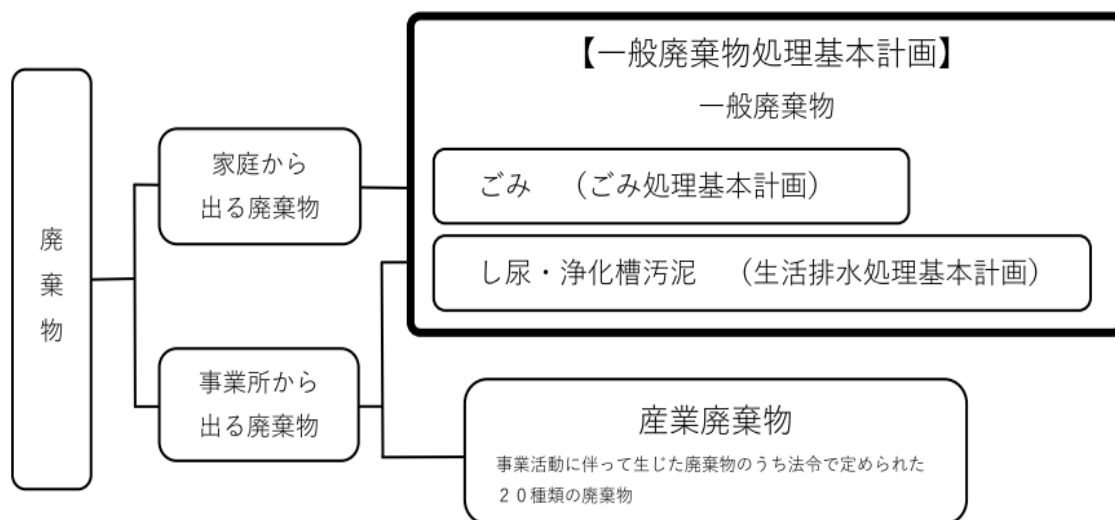 廃棄物
家庭から
出る廃棄物
事業所から
出る廃棄物
【一般廃棄物処理基本計画】
一般廃棄物
ごみ　（ごみ処理基本計画）
し尿・浄化槽汚泥　（生活排水処理基本計画）
産業廃棄物
事業活動に伴って生じた廃棄物のうち法令で定められた
２０種類の廃棄物